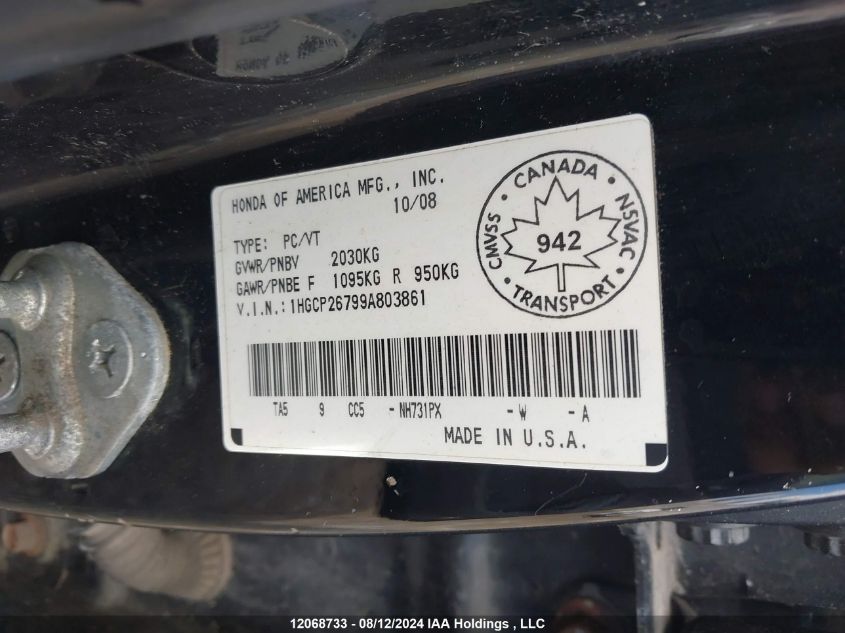 HONDA OF AMERICA MFG., INC.
10/08
TYPE: PC/VT
GVWR/PNBV 2030KG
GAWR/PNBE F 1095KG R 950KG
V.I.N.:1HGCP26799A803861
CMVSS • CANADA • NSVAC • TRANSPORT •
942
TA5 9 CC5 -NH731PX -W -A
MADE IN U.S.A.
12068733 - 08/12/2024 IAA Holdings , LLC